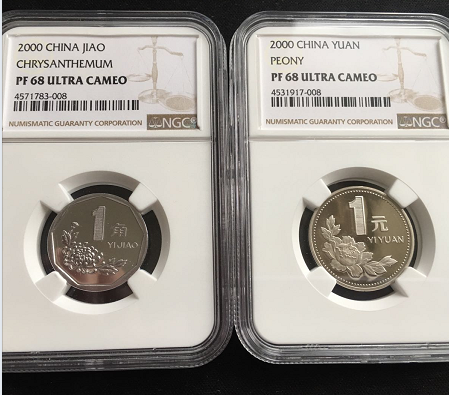 2000 CHINA JIAO
CHRYSANTHEMUM
PF 68 ULTRA CAMEO
4571783-008
NUMISMATIC GUARANTY CORPORATION NGC
1角
YIJIAO
2000 CHINA YUAN
PEONY
PF 68 ULTRA CAMEO
4531917-008
NUMISMATIC GUARANTY CORPORATION NGC
1元
YIYUAN